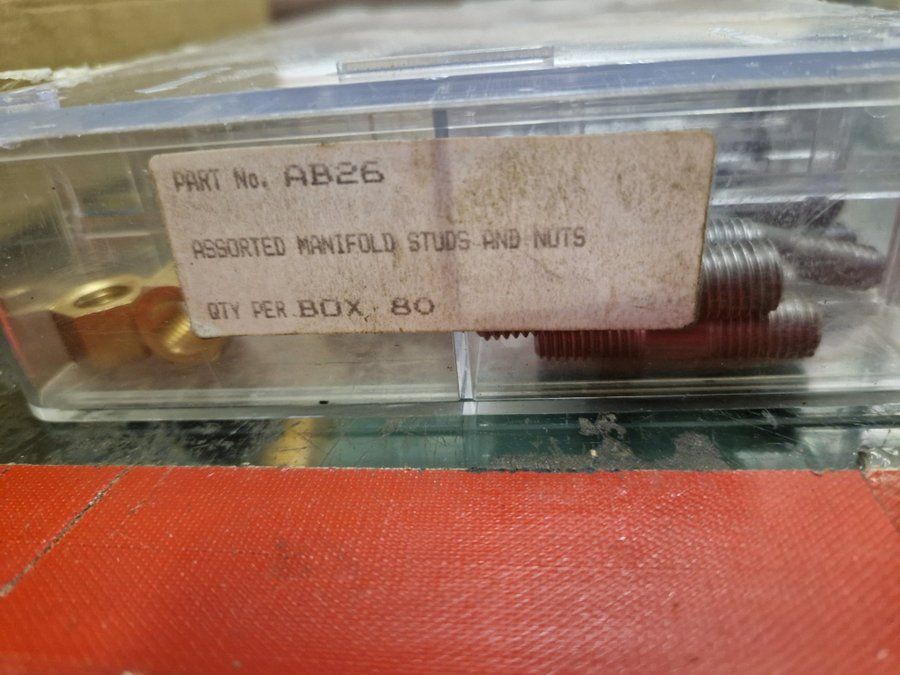 PART No. AB26
ASSORTED MANIFOLD STUDS AND NUTS
QTY PER BOX 80